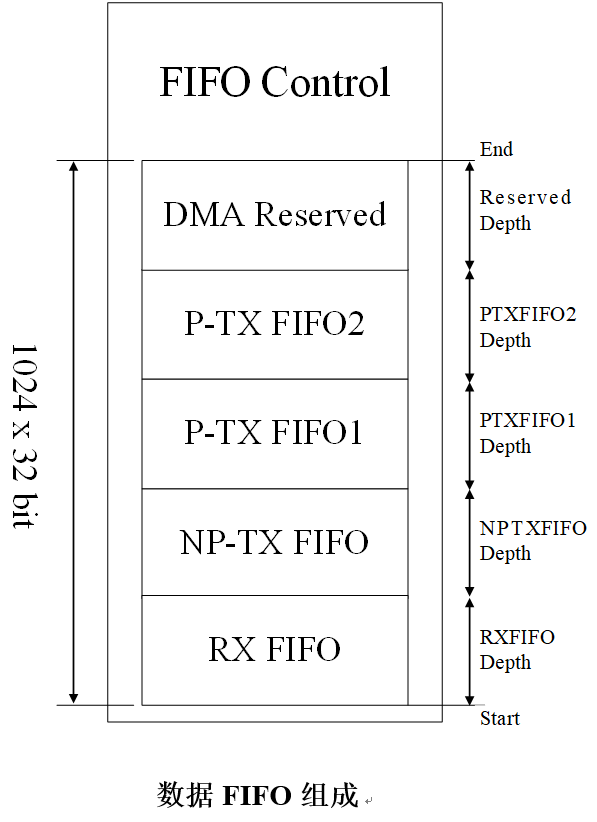 FIFO Control
End
DMA Reserved
Reserved
Depth
P-TX FIFO2
PTXFIFO2
Depth
1024 x 32 bit
P-TX FIFO1
PTXFIFO1
Depth
NP-TX FIFO
NPTXFIFO
Depth
RX FIFO
RXFIFO
Depth
Start
数据 FIFO 组成